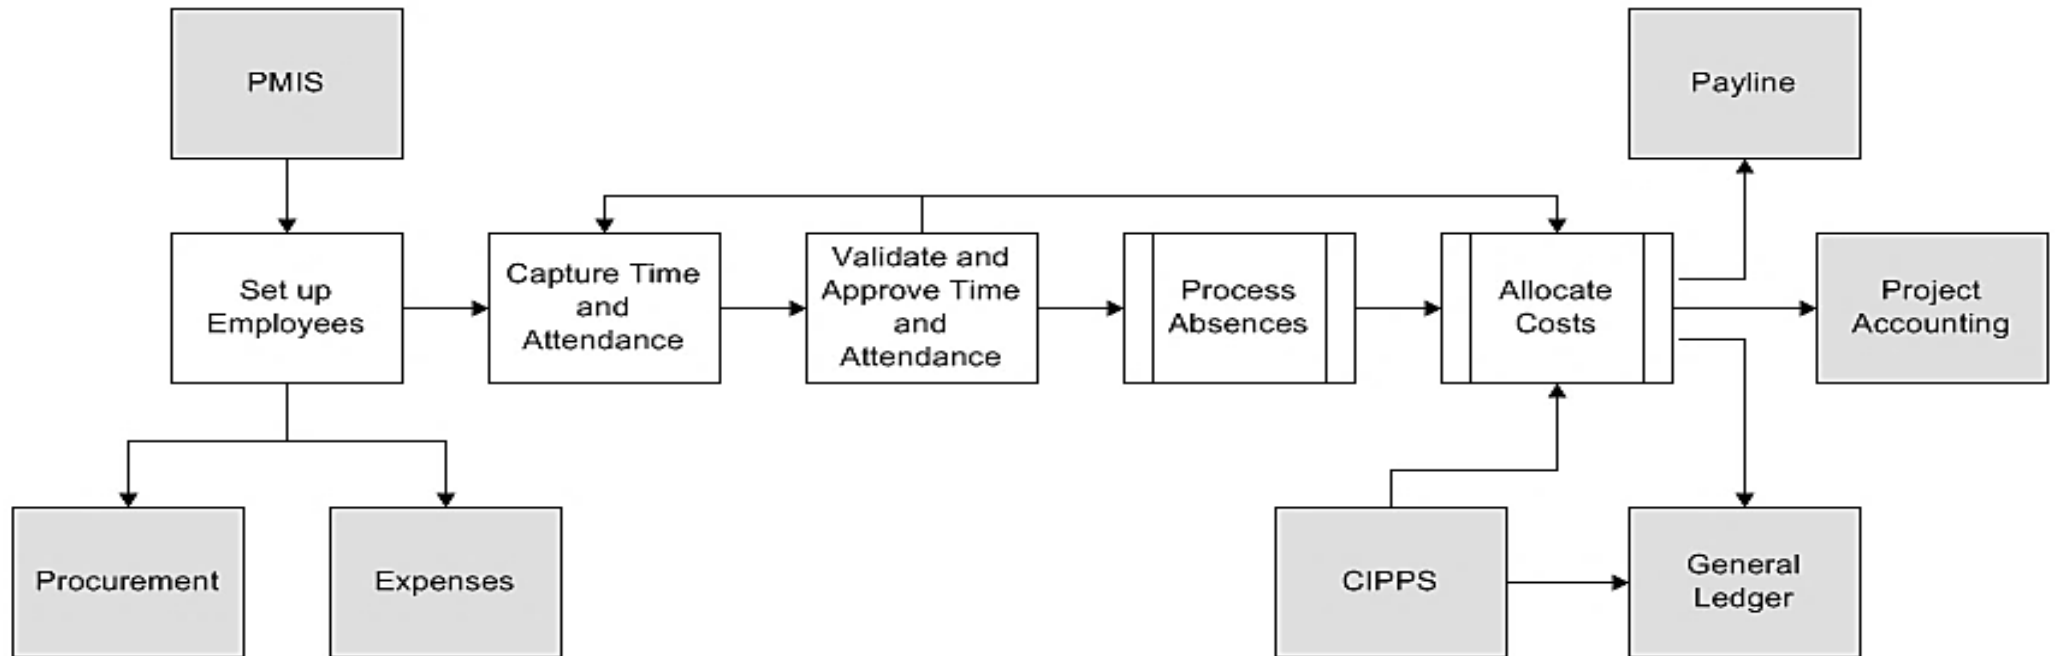 PMIS
Payline
Set up
Employees
Capture Time
and
Attendance
Validate and
Approve Time
and
Attendance
Process
Absences
Allocate
Costs
Project
Accounting
Procurement
Expenses
CIPPS
General
Ledger